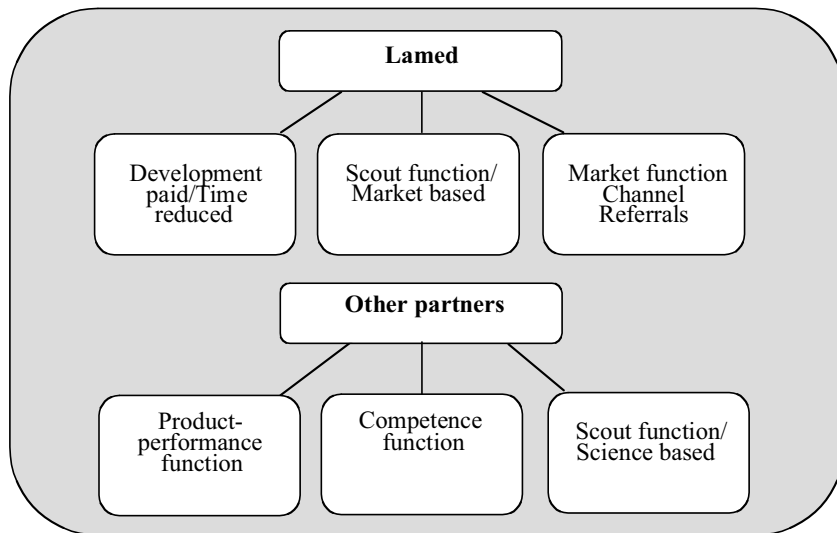 Lamed
Development
paid/Time
reduced
Scout function/
Market based
Market function
Channel
Referrals
Other partners
Product-
performance
function
Competence
function
Scout function/
Science based